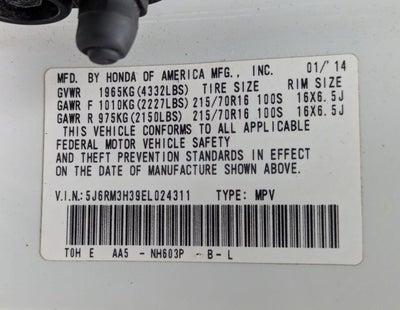 MFD. BY HONDA OF AMERICA MFG., INC. 01/'14
GVWR 1965KG(4332LBS) TIRE SIZE RIM SIZE
GAWR F 1010KG(2227LBS) 215/70R16 100S 16X6.5J
GAWR R 975KG(2150LBS) 215/70R16 100S 16X6.5J
THIS VEHICLE CONFORMS TO ALL APPLICABLE
FEDERAL MOTOR VEHICLE SAFETY
AND THEFT PREVENTION STANDARDS IN EFFECT
ON THE DATE OF MANUFACTURE SHOWN ABOVE.
V.I.N.:5J6RM3H39EL024311 TYPE: MPV
TOH E AA5 - NH603P - B - L